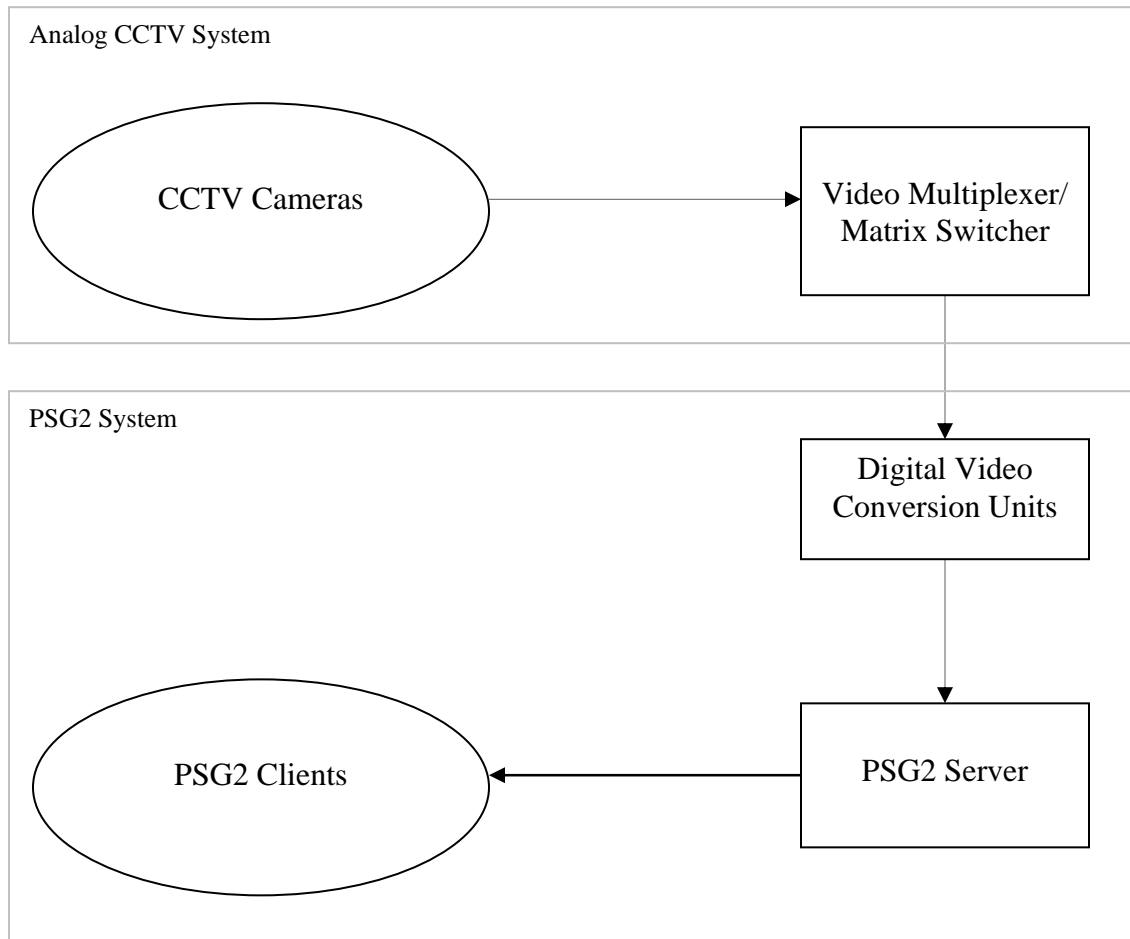 Analog CCTV System
CCTV Cameras
Video Multiplexer/
Matrix Switcher
PSG2 System
Digital Video
Conversion Units
PSG2 Clients
PSG2 Server